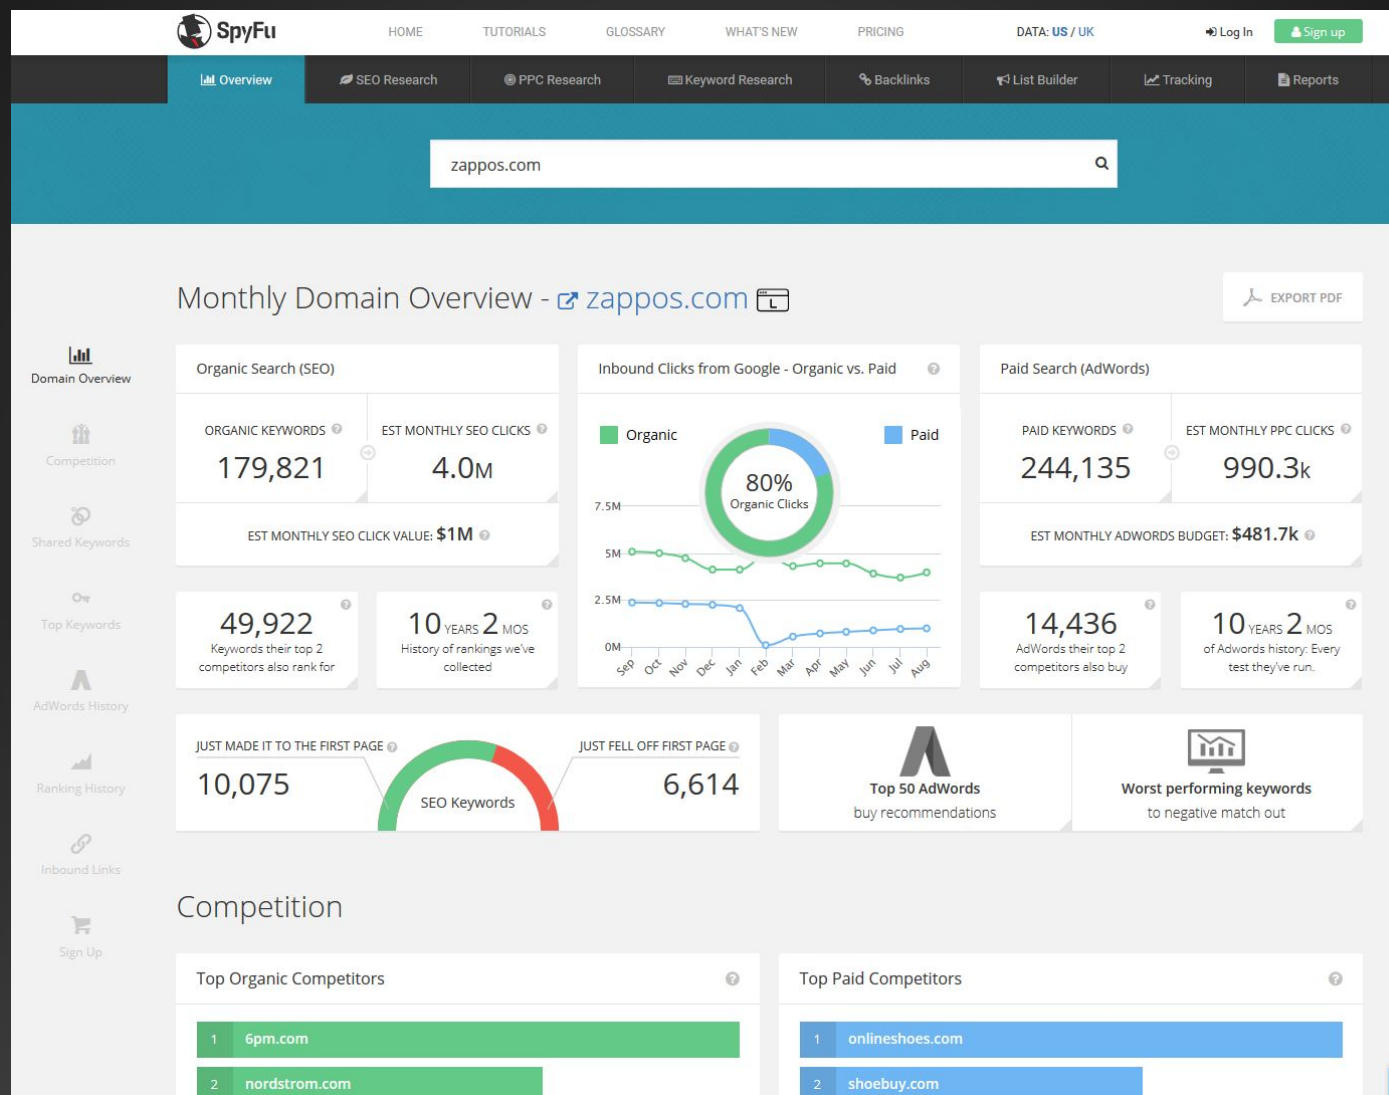 SpyFu
HOME TUTORIALS GLOSSARY WHAT'S NEW PRICING DATA: US / UK Log In Sign up
Overview SEO Research PPC Research Keyword Research Backlinks List Builder Tracking Reports
zappos.com
Monthly Domain Overview - zappos.com L
EXPORT PDF
Domain Overview
Competition
Shared Keywords
Top Keywords
AdWords History
Ranking History
Inbound Links
Sign Up
Organic Search (SEO)
ORGANIC KEYWORDS ?
179,821
EST MONTHLY SEO CLICKS ?
4.0M
EST MONTHLY SEO CLICK VALUE: $1M ?
49,922 ?
Keywords their top 2
competitors also rank for
10 YEARS 2 MOS ?
History of rankings we've
collected
Inbound Clicks from Google - Organic vs. Paid ?
Organic Paid
80%
Organic Clicks
7.5M
5M
2.5M
0M
Sep Oct Nov Dec Jan Feb Mar Apr May Jun Jul Aug
Paid Search (AdWords)
PAID KEYWORDS ?
244,135
EST MONTHLY PPC CLICKS ?
990.3k
EST MONTHLY ADWORDS BUDGET: $481.7k ?
14,436 ?
AdWords their top 2
competitors also buy
10 YEARS 2 MOS ?
of Adwords history: Every
test they've run.
JUST MADE IT TO THE FIRST PAGE ?
10,075
SEO Keywords
JUST FELL OFF FIRST PAGE ?
6,614
Top 50 AdWords
buy recommendations
Worst performing keywords
to negative match out
Competition
Top Organic Competitors ?
1 6pm.com
2 nordstrom.com
Top Paid Competitors ?
1 onlineshoes.com
2 shoebuy.com